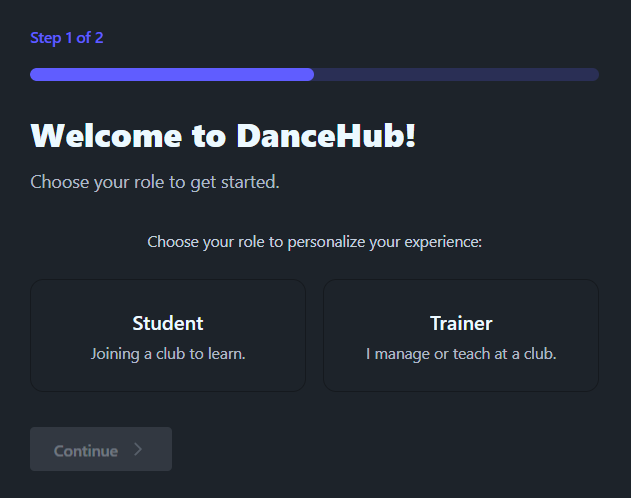 Step 1 of 2
Welcome to DanceHub!
Choose your role to get started.
Choose your role to personalize your experience:
Student
Joining a club to learn.
Trainer
I manage or teach at a club.
Continue